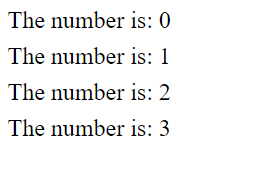 The number is: 0
The number is: 1
The number is: 2
The number is: 3